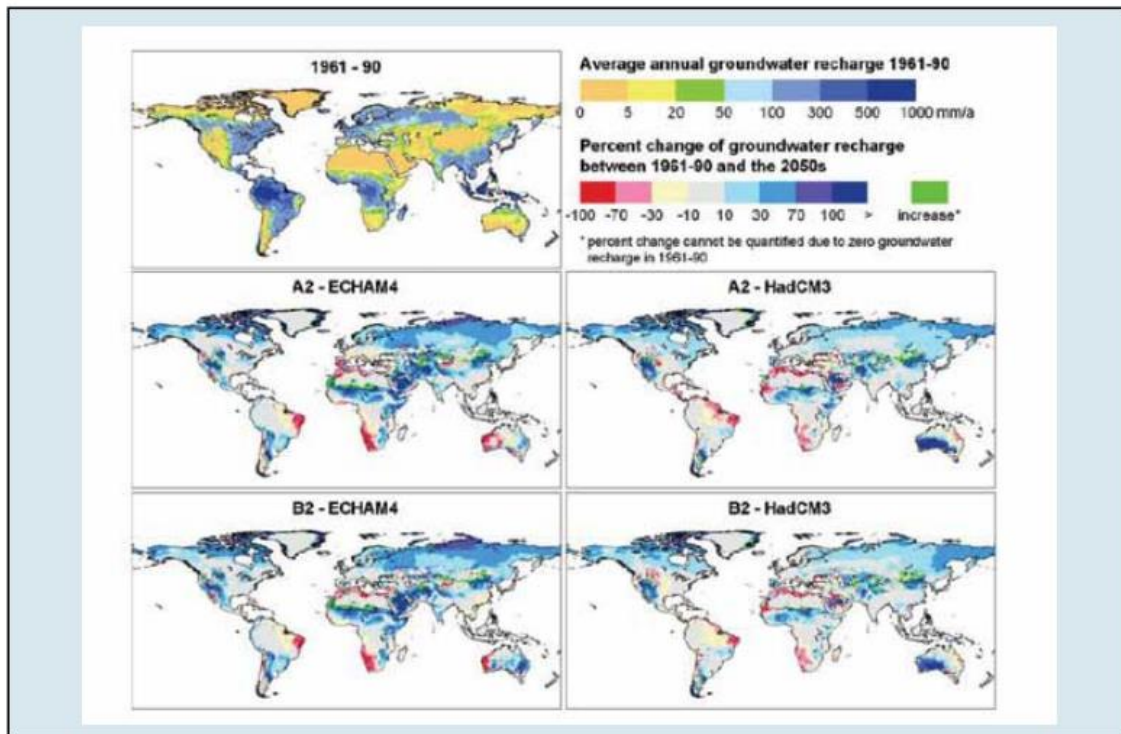 1961 - 90
Average annual groundwater recharge 1961-90
0 5 20 50 100 300 500 1000 mm/a
Percent change of groundwater recharge
between 1961-90 and the 2050s
-100 -70 -30 -10 10 30 70 100 > increase*
* percent change cannot be quantified due to zero groundwater
recharge in 1961-90
A2 - ECHAM4
A2 - HadCM3
B2 - ECHAM4
B2 - HadCM3